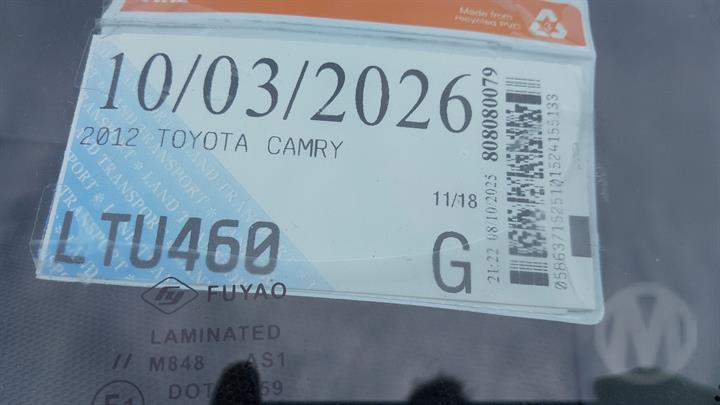 Made from
recycled PVC
10/03/2026
2012 TOYOTA CAMRY
11/18
LTU460
G
21:22 08/10/2025
808080079
FUYAO
LAMINATED
// M848 AS1
DOT
M